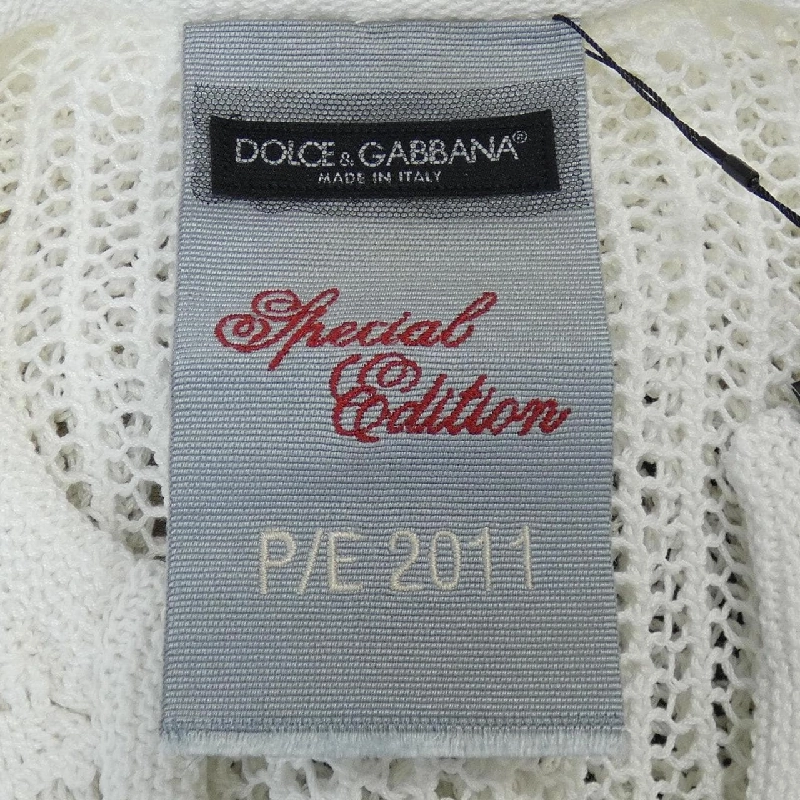 DOLCE & GABBANA®
MADE IN ITALY
Special
Edition
P/E 2011